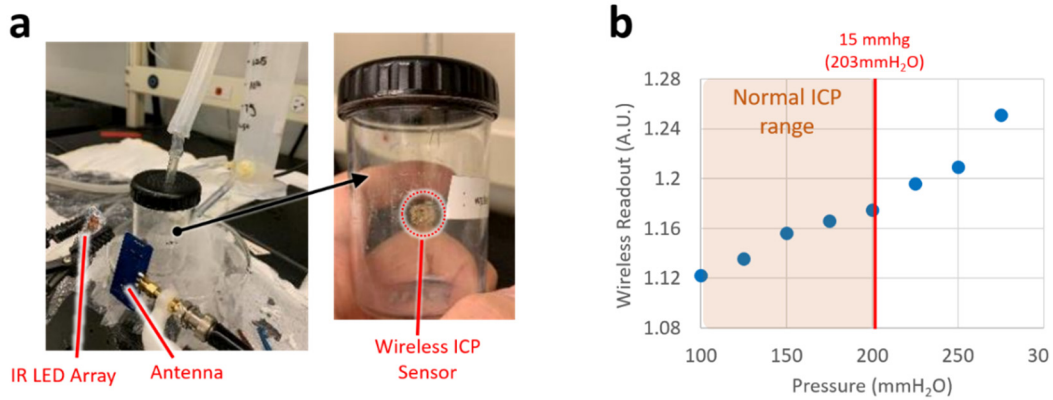 a
IR LED Array
Antenna
Wireless ICP
Sensor
b
15 mmhg
(203mmH₂O)
Normal ICP
range
Wireless Readout (A.U.)
1.28
1.24
1.2
1.16
1.12
1.08
100 150 200 250 30
Pressure (mmH₂O)